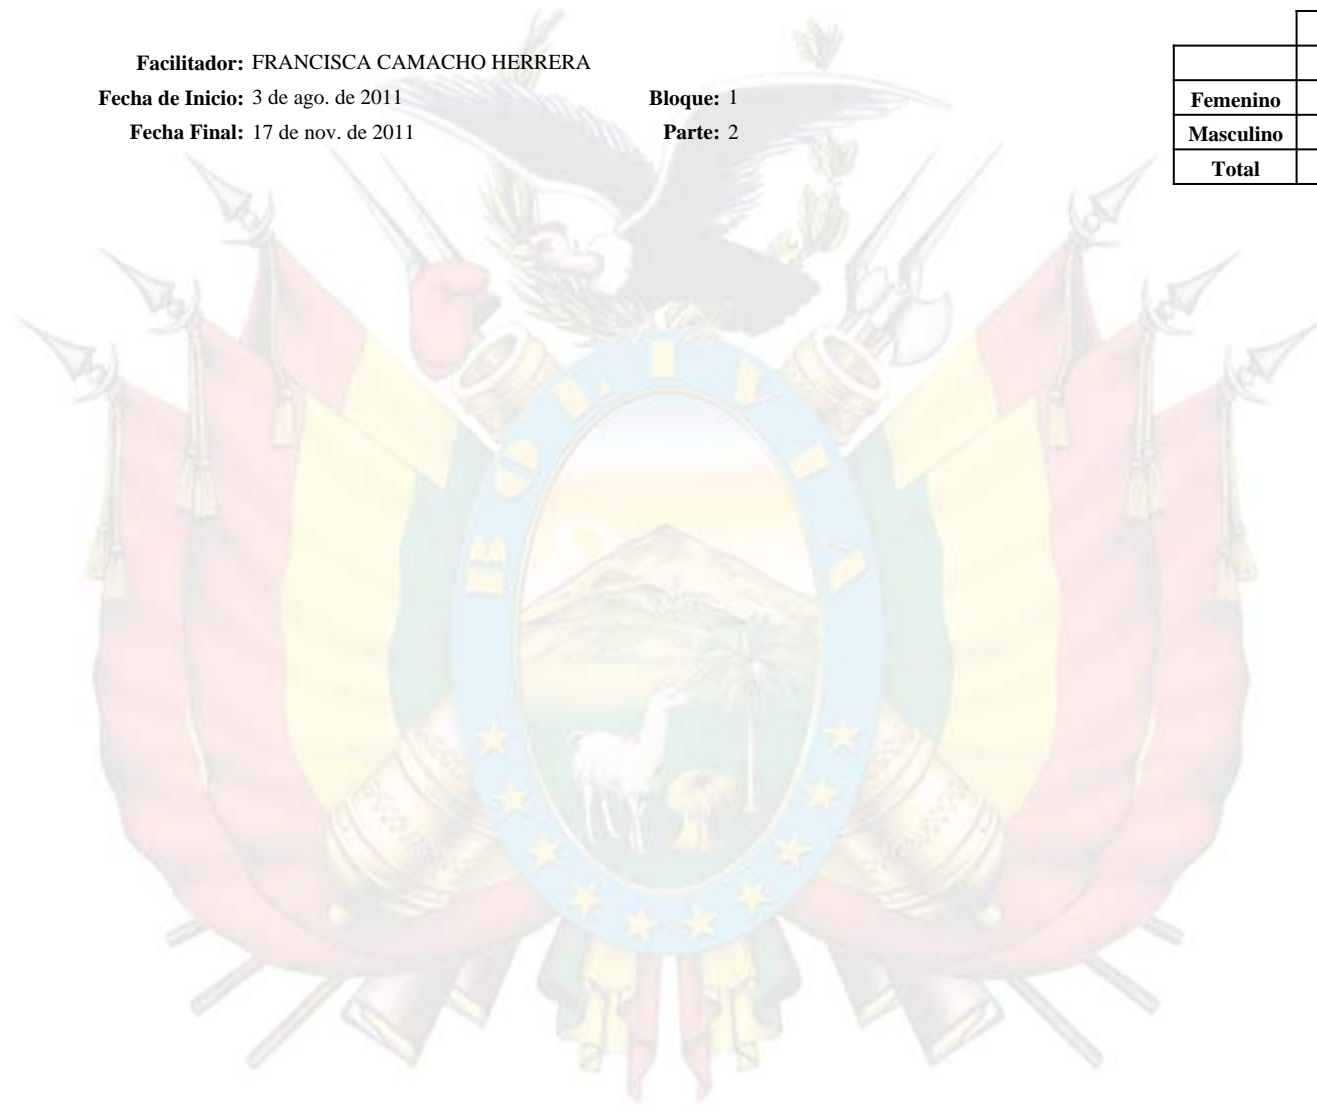 Facilitador: FRANCISCA CAMACHO HERRERA
Fecha de Inicio: 3 de ago. de 2011 Bloque: 1
Fecha Final: 17 de nov. de 2011 Parte: 2
Femenino
Masculino
Total
BOLIVIA